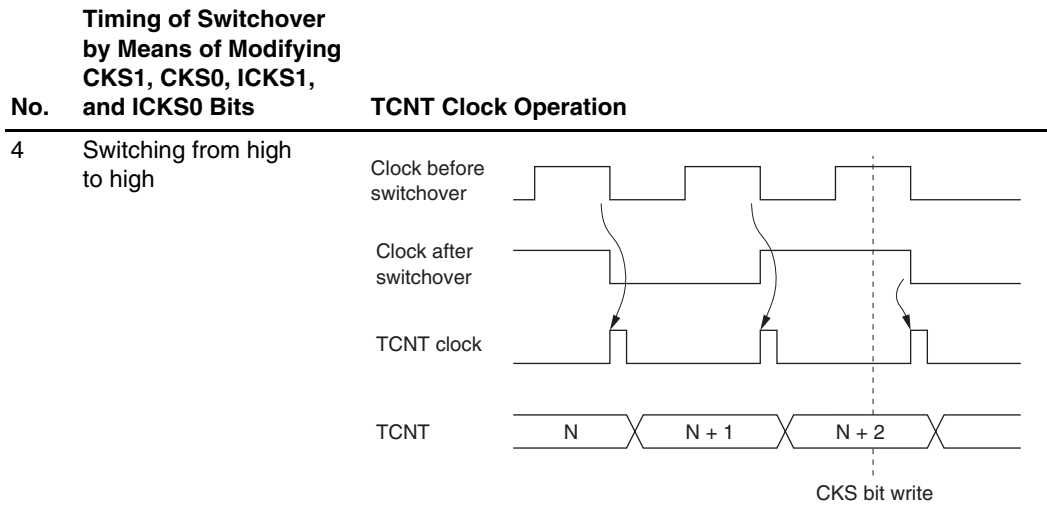 Timing of Switchover
by Means of Modifying
CKS1, CKS0, ICKS1,
No. and ICKS0 Bits TCNT Clock Operation
4 Switching from high
to high
Clock before
switchover
Clock after
switchover
TCNT clock
TCNT N N + 1 N + 2
CKS bit write